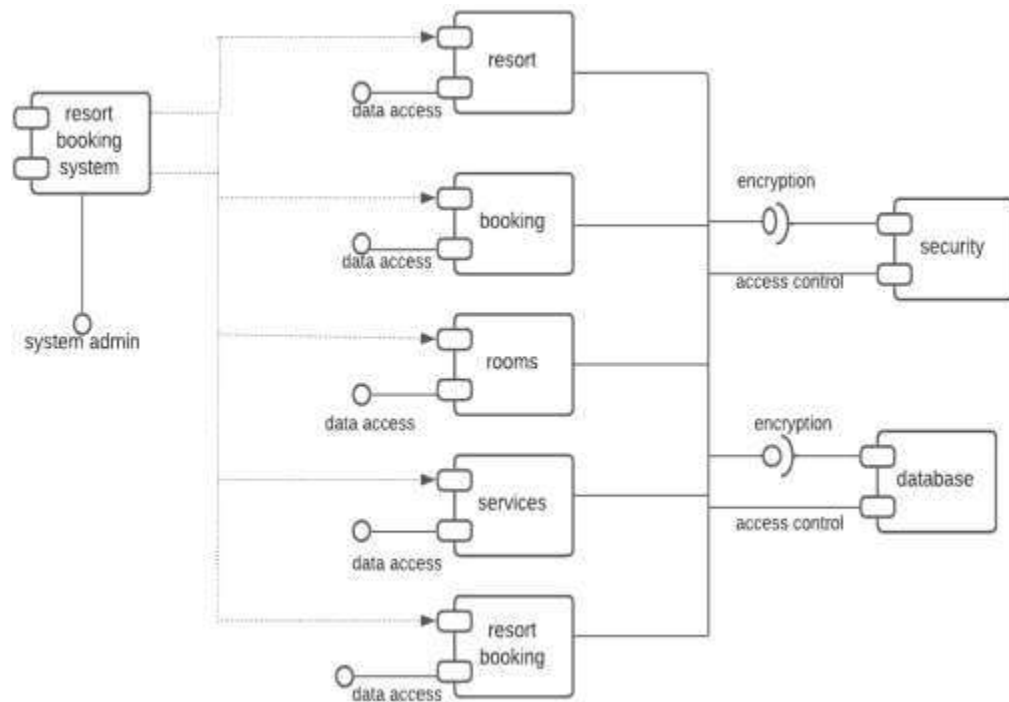 resort
data access
resort
booking
system
system admin
booking
data access
encryption
security
access control
rooms
data access
encryption
database
access control
services
data access
resort
booking
data access